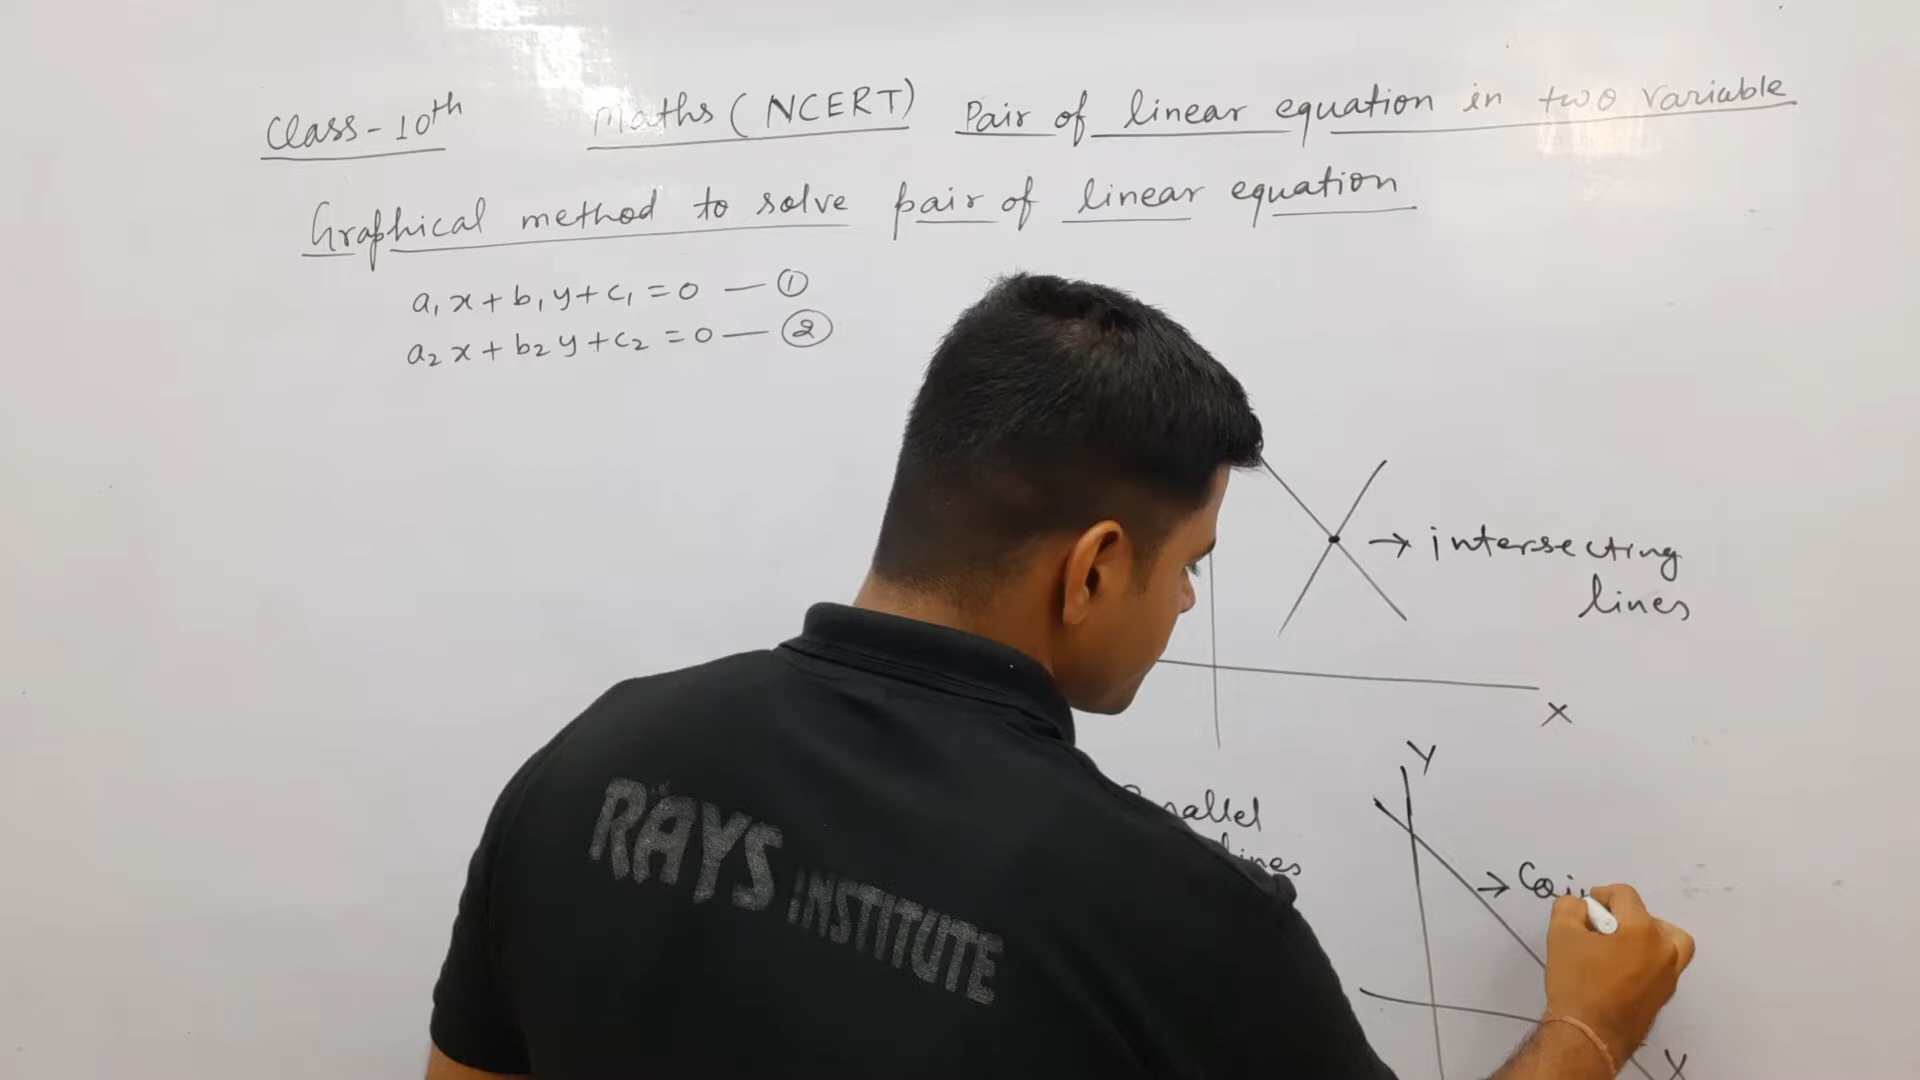 Class-10th Maths (NCERT) Pair of linear equation in two variable
Graphical method to solve pair of linear equation
a₁x + b₁y + c₁ = 0 — ①
a₂x + b₂y + c₂ = 0 — ②
→ intersecting
lines
X
Y
→
X
RAYS INSTITUTE